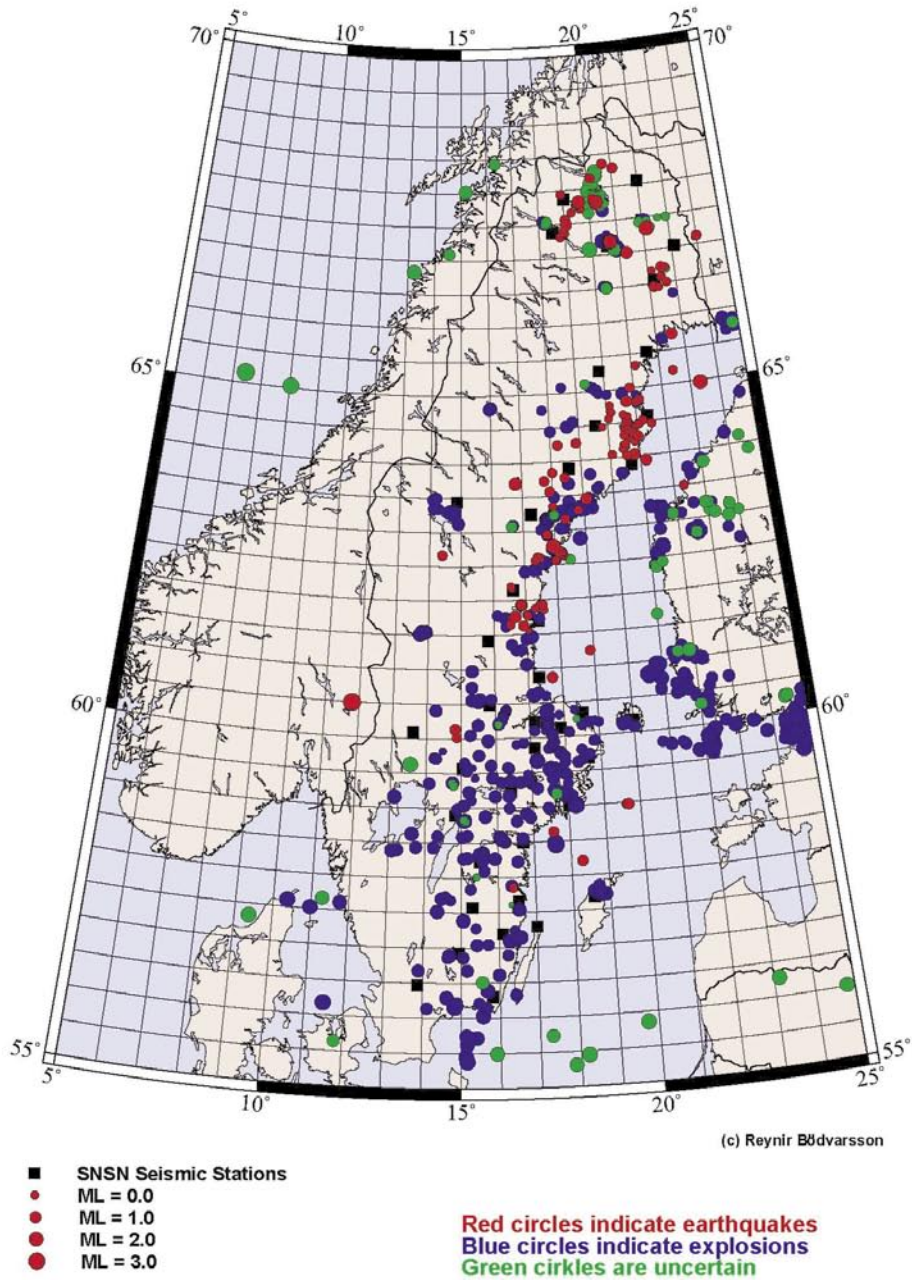 5° 10° 15° 20° 25°
70° 70°
65° 65°
60° 60°
55° 55°
5° 10° 15° 20° 25°
(c) Reynir Bödvarsson
SNSN Seismic Stations
ML = 0.0
ML = 1.0
ML = 2.0
ML = 3.0
Red circles indicate earthquakes
Blue circles indicate explosions
Green cirkles are uncertain